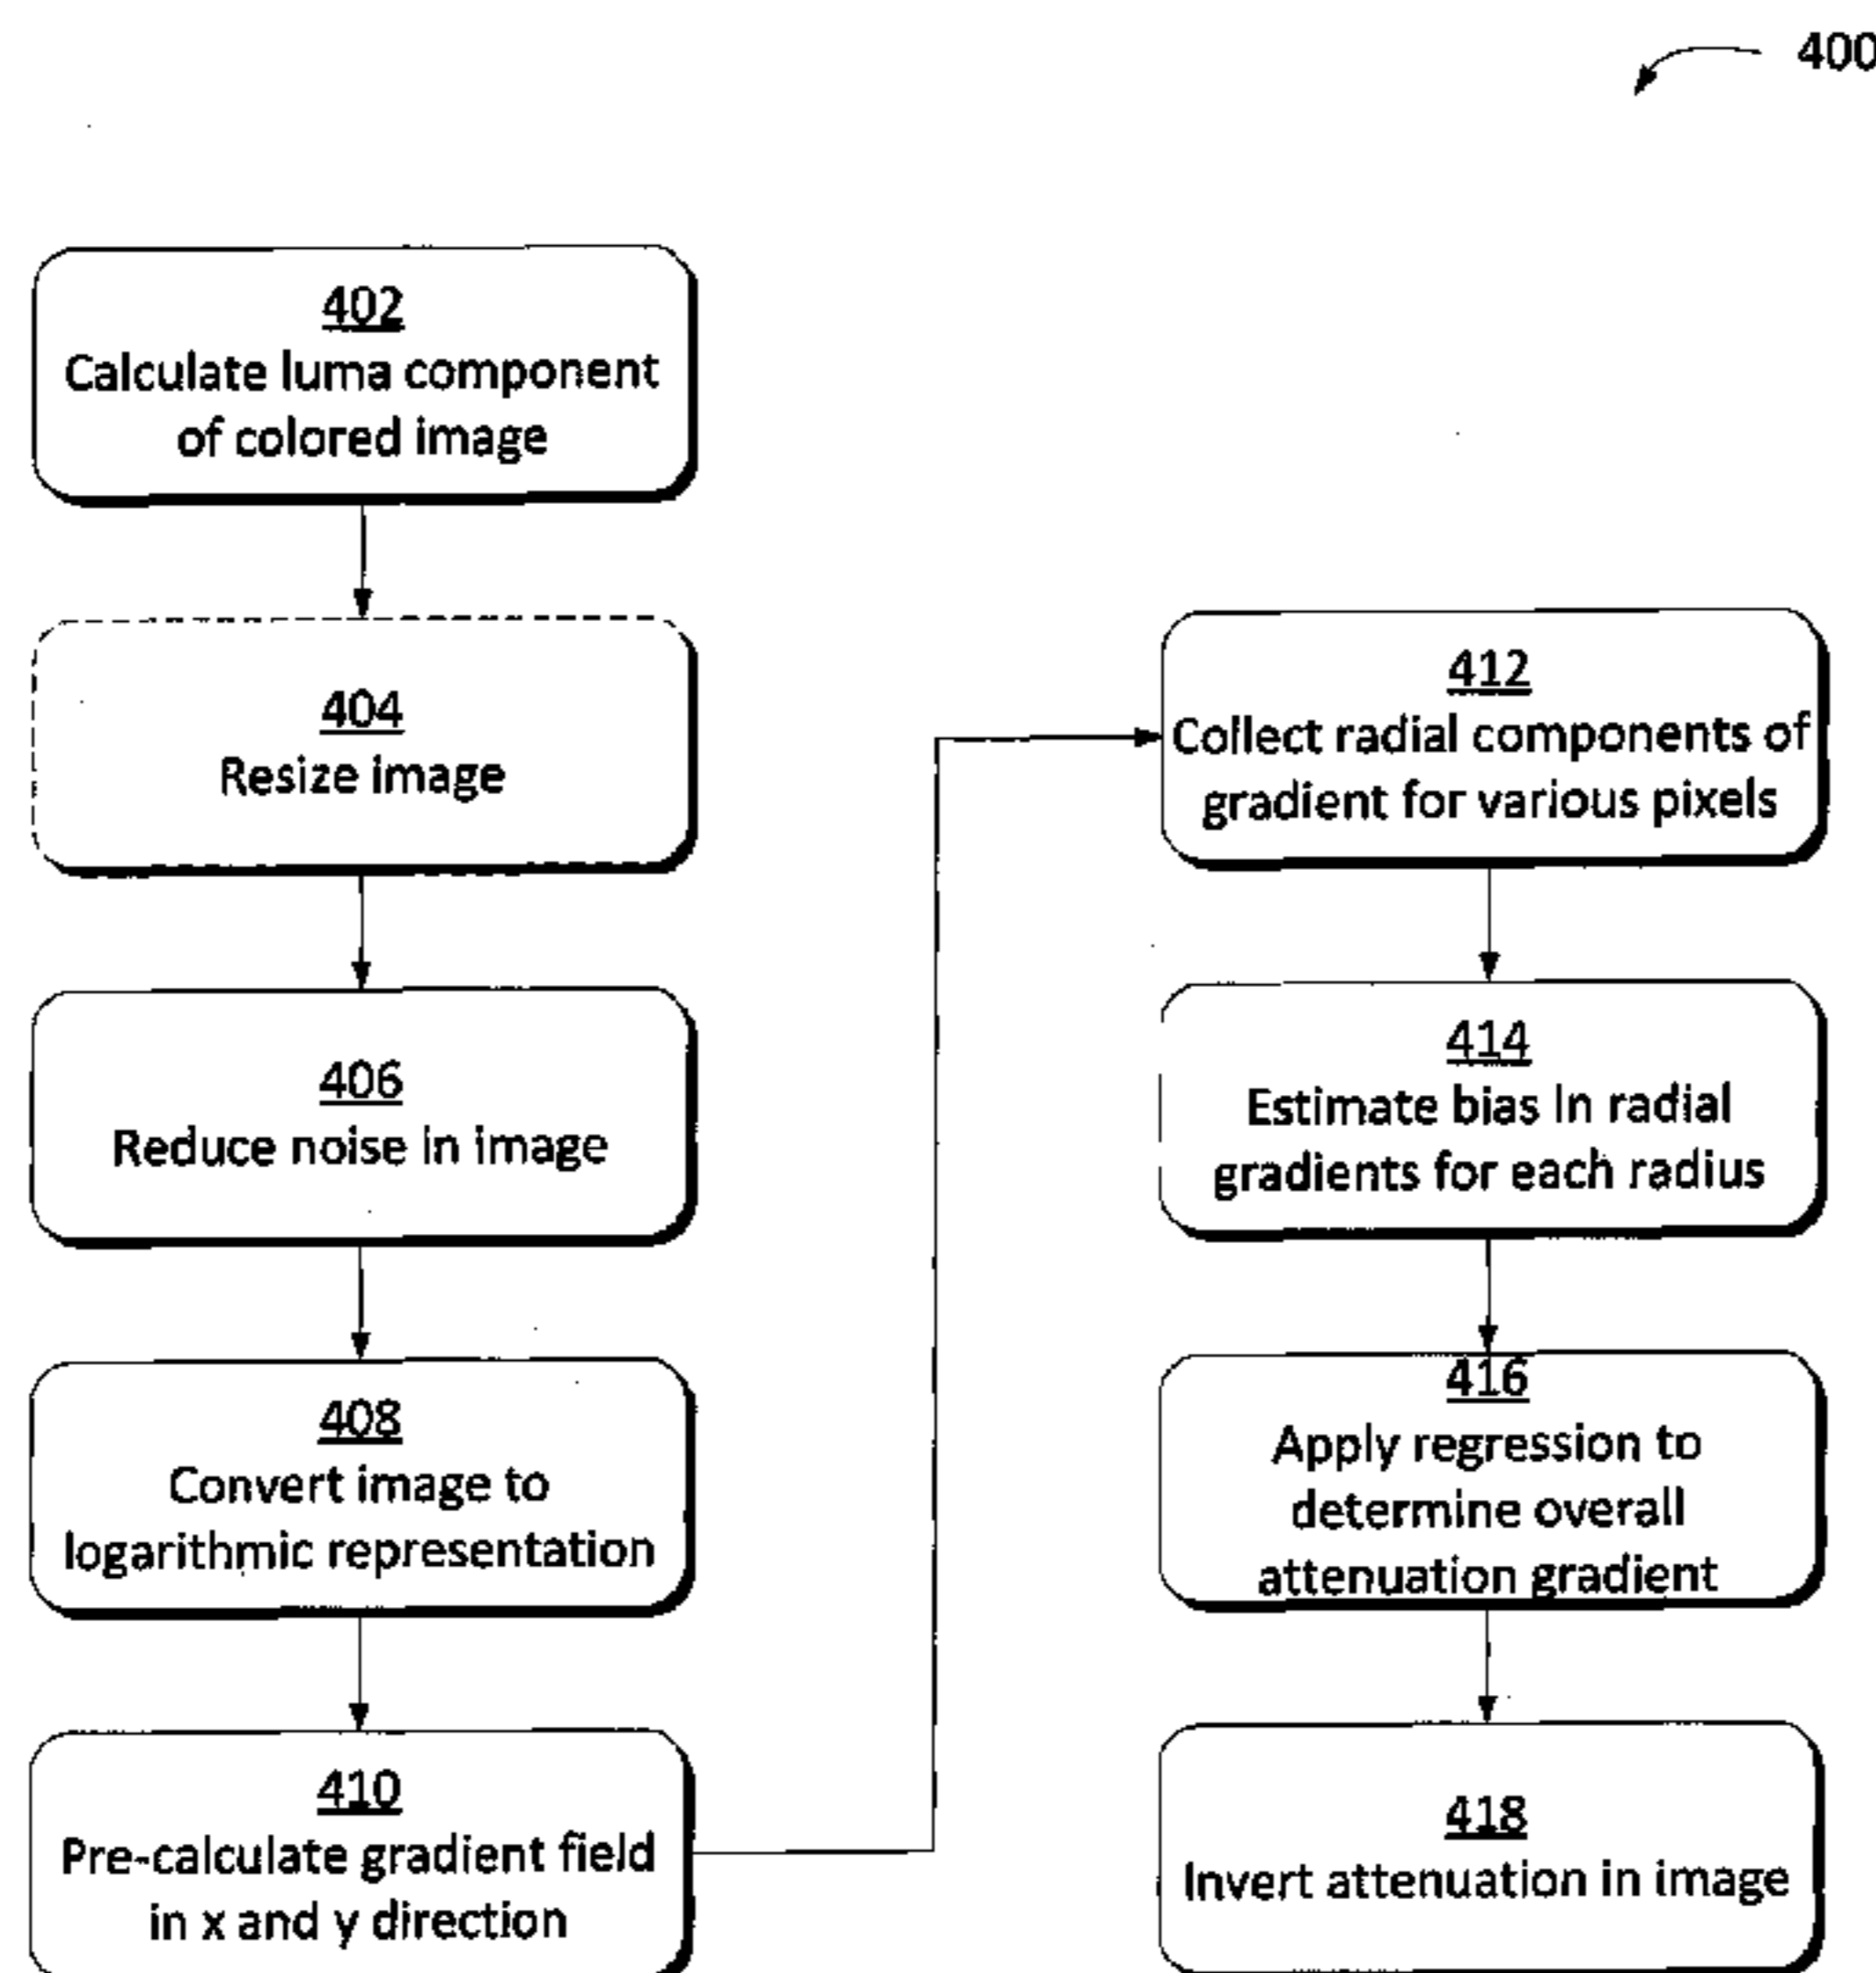 400
402
Calculate luma component
of colored image
404
Resize image
406
Reduce noise in image
408
Convert image to
logarithmic representation
410
Pre-calculate gradient field
in x and y direction
412
Collect radial components of
gradient for various pixels
414
Estimate bias in radial
gradients for each radius
416
Apply regression to
determine overall
attenuation gradient
418
Invert attenuation in image